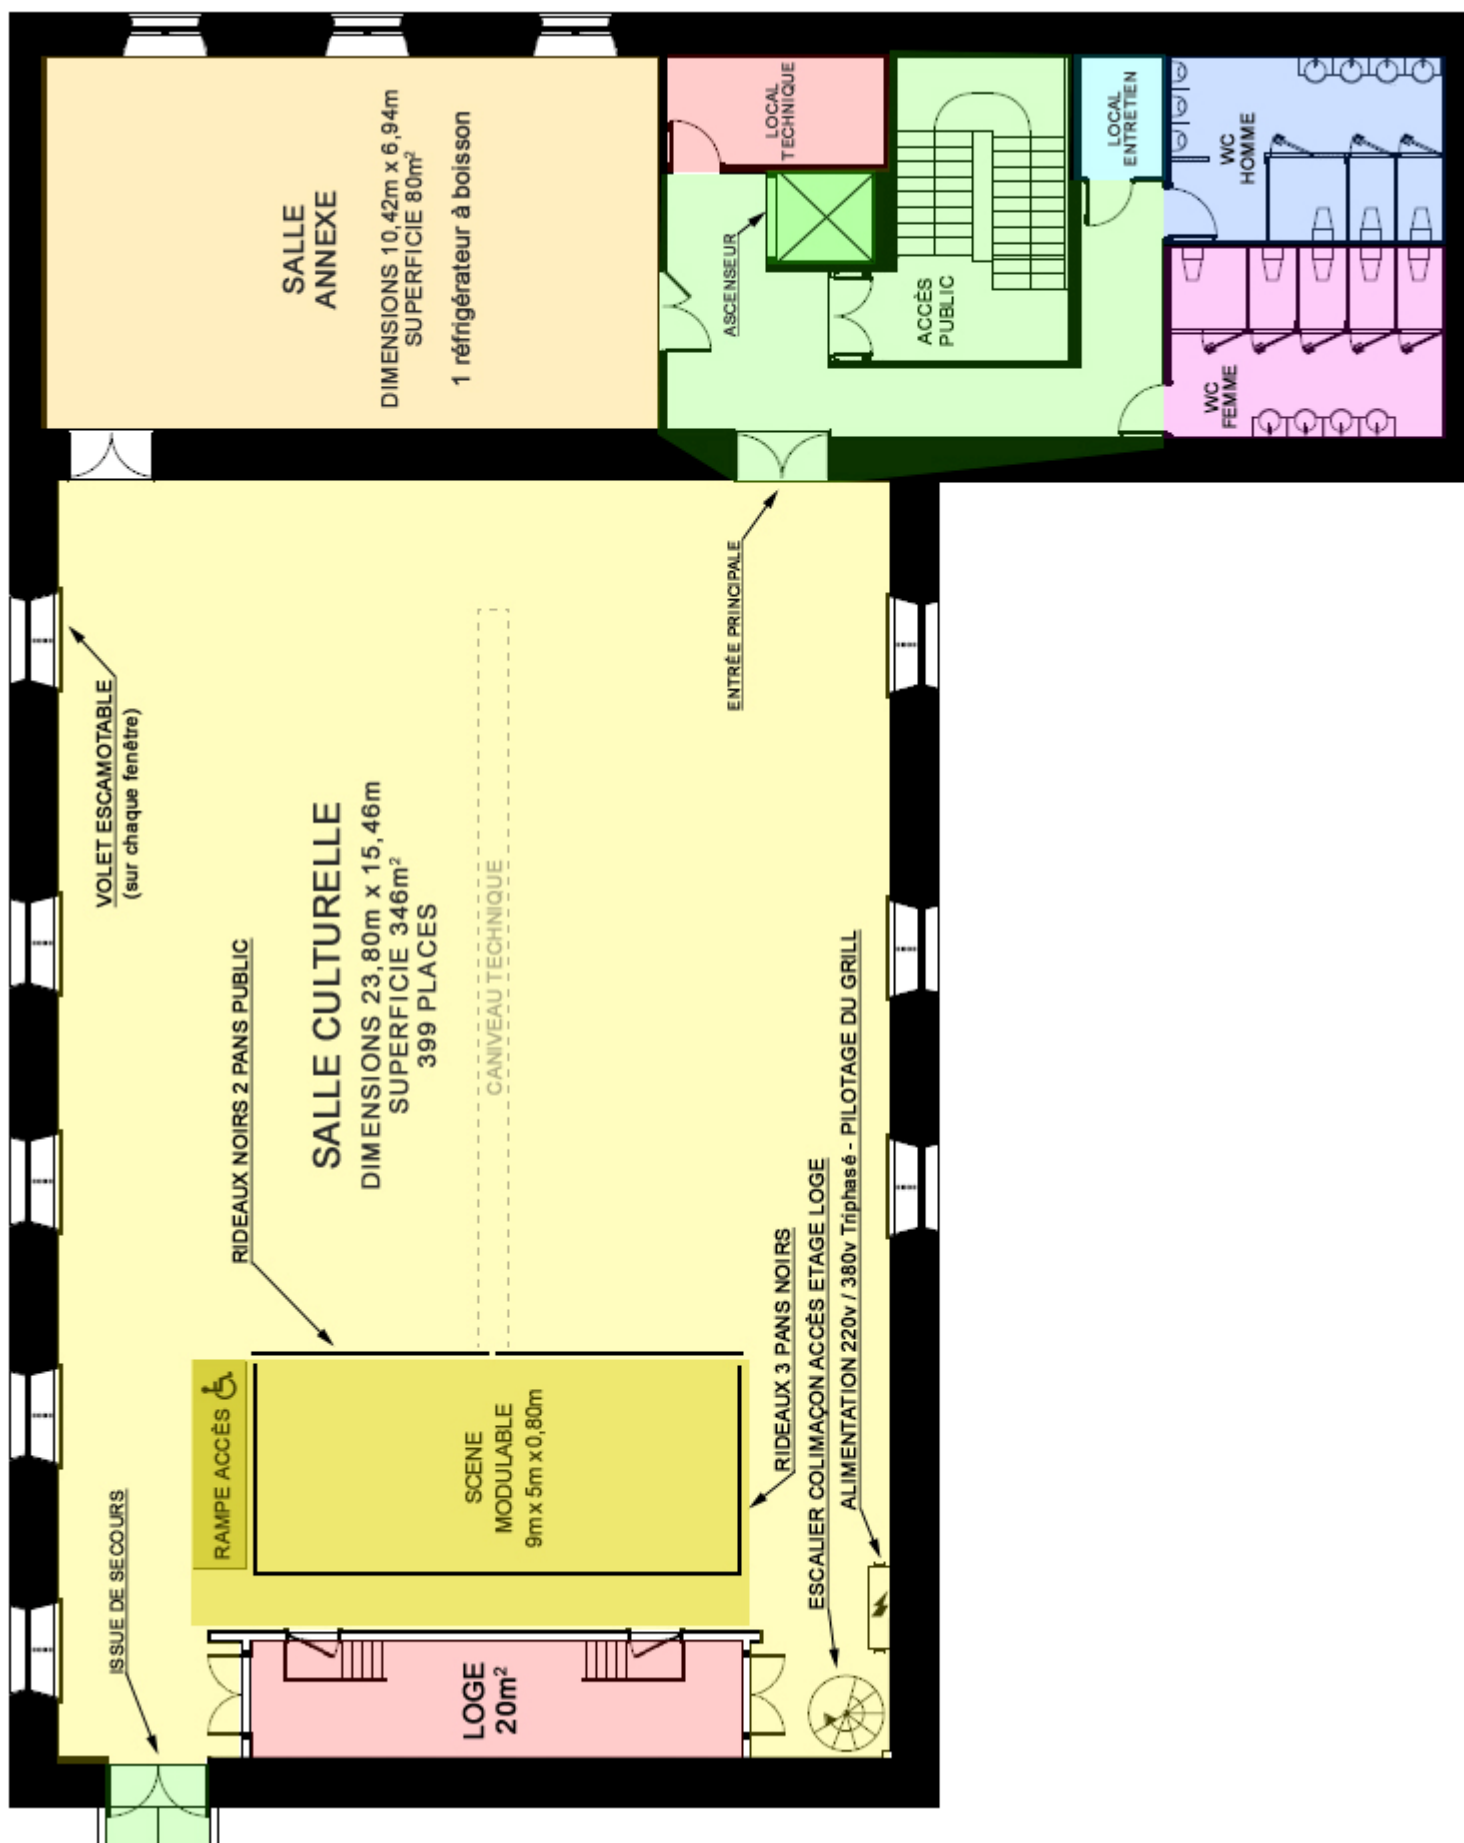 SALLE
ANNEXE
DIMENSIONS 10,42m x 6,94m
SUPERFICIE 80m²
1 réfrigérateur à boisson
LOCAL
TECHNIQUE
ASCENSEUR
ACCÈS
PUBLIC
LOCAL
ENTRETIEN
WC
HOMME
WC
FEMME
ENTRÉE PRINCIPALE
VOLET ESCAMOTABLE
(sur chaque fenêtre)
SALLE CULTURELLE
DIMENSIONS 23,80m x 15,46m
SUPERFICIE 346m²
399 PLACES
CANIVEAU TECHNIQUE
RIDEAUX NOIRS 2 PANS PUBLIC
RAMPE ACCÈS
SCENE
MODULABLE
9m x 5m x 0,80m
RIDEAUX 3 PANS NOIRS
ESCALIER COLIMAÇON ACCÈS ETAGE LOGE
ALIMENTATION 220v / 380v Triphasé - PILOTAGE DU GRILL
ISSUE DE SECOURS
LOGE
20m²